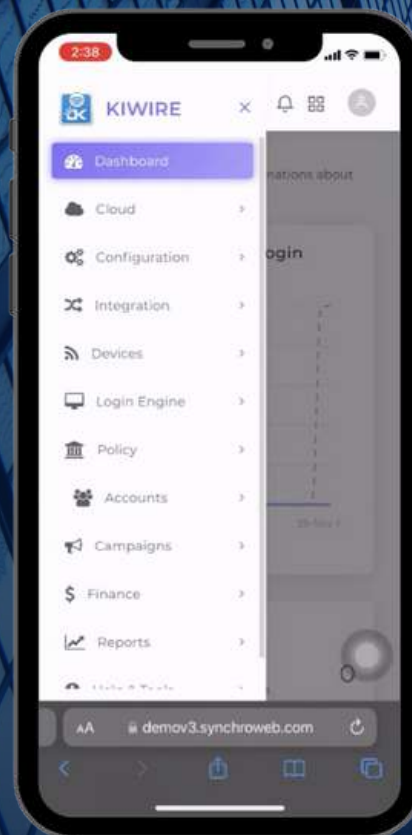 2:38
KIWIRE
Dashboard
nations about
Cloud
Configuration
ogin
Integration
Devices
Login Engine
Policy
Accounts
Campaigns
$ Finance
Reports
AA demov3.synchroweb.com